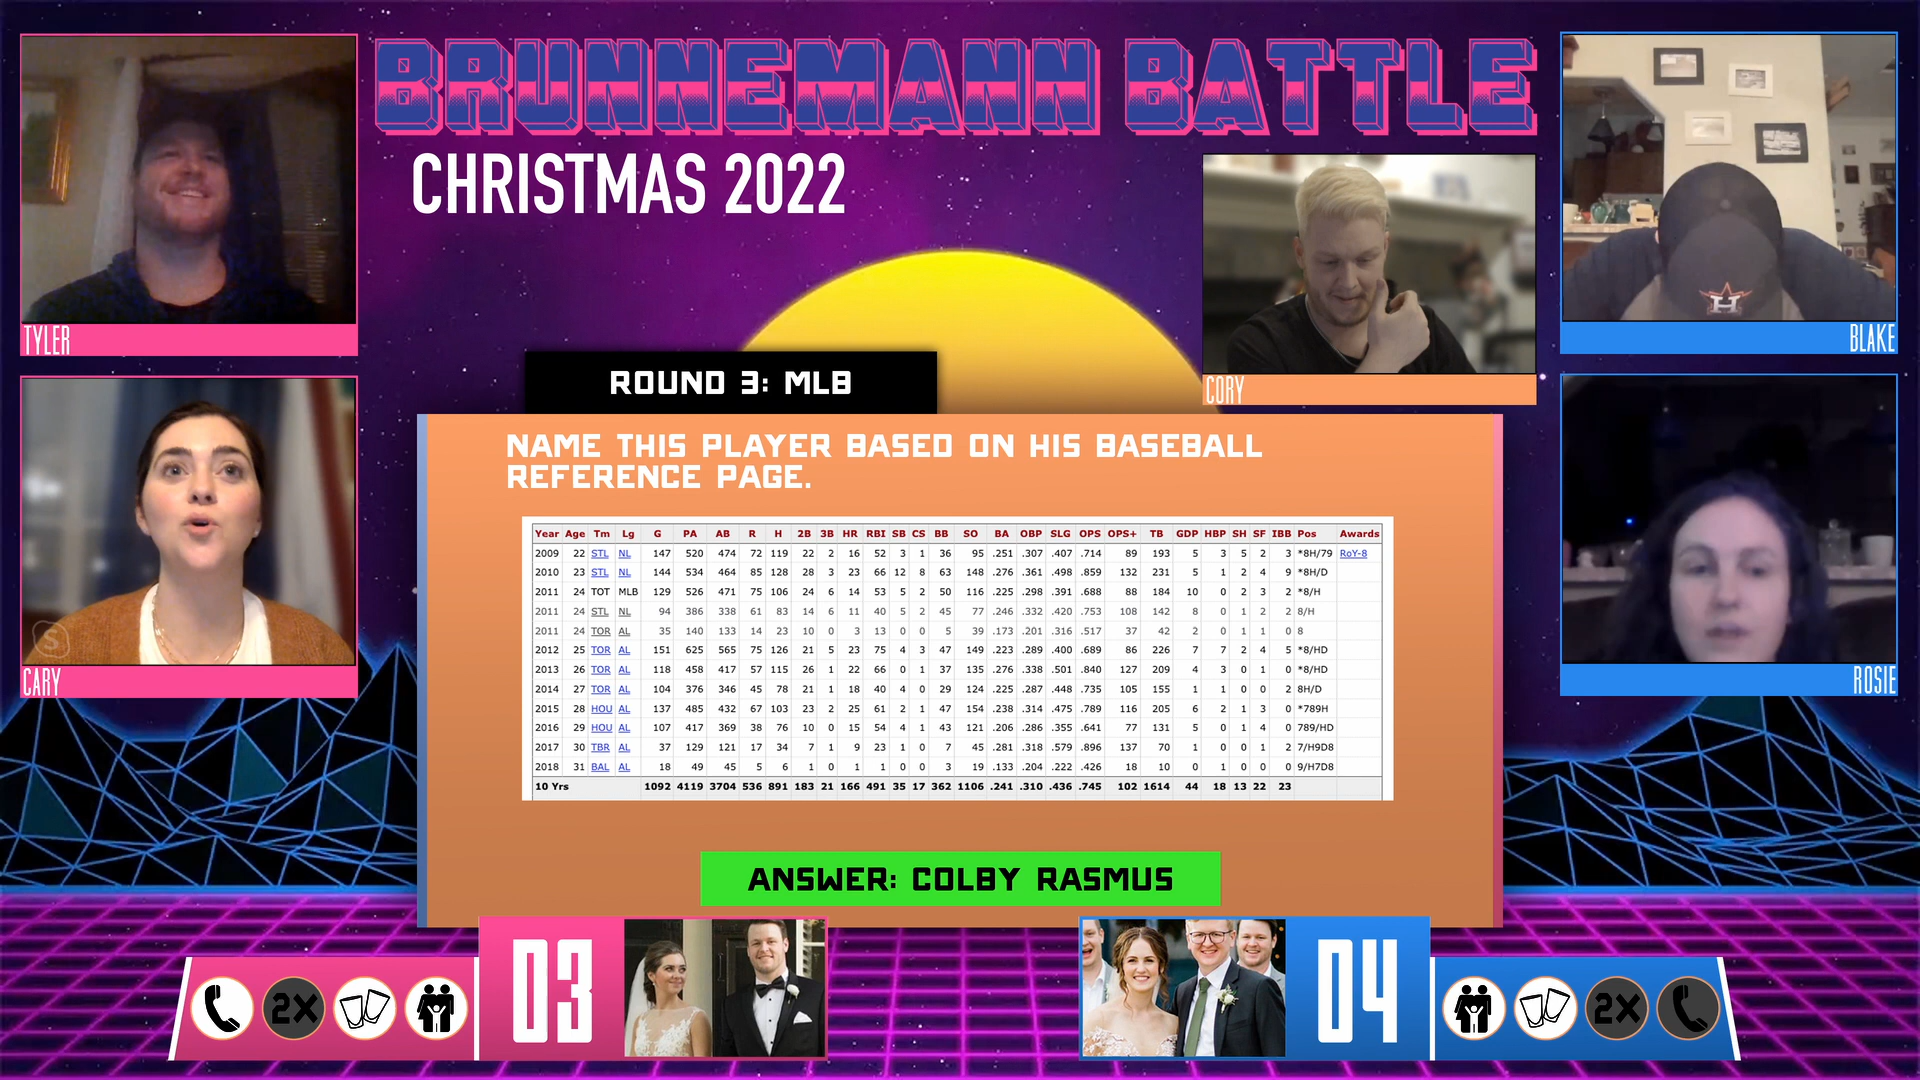 BRUNNEMANN BATTLE
CHRISTMAS 2022
TYLER
CORY
BLAKE
CARY
ROSIE
ROUND 3: MLB
NAME THIS PLAYER BASED ON HIS BASEBALL
REFERENCE PAGE.
Year Age Tm Lg G PA AB R H 2B 3B HR RBI SB CS BB SO BA OBP SLG OPS OPS+ TB GDP HBP SH SF IBB Pos Awards
2009 22 STL NL 147 520 474 72 119 22 2 16 52 3 1 36 95 .251 .307 .407 .714 89 193 5 3 5 2 3 *8H/79 RoY-8
2010 23 STL NL 144 534 464 85 128 28 3 23 66 12 8 63 148 .276 .361 .498 .859 132 231 5 1 2 4 9 *8H/D
2011 24 TOT MLB 129 526 471 75 106 24 6 14 53 5 2 50 116 .225 .298 .391 .688 88 184 10 0 2 3 2 *8/H
2011 24 STL NL 94 386 338 61 83 14 6 11 40 5 2 45 77 .246 .332 .420 .753 108 142 8 0 1 2 2 8/H
2011 24 TOR AL 35 140 133 14 23 10 0 3 13 0 0 5 39 .173 .201 .316 .517 37 42 2 0 1 1 0 8
2012 25 TOR AL 151 625 565 75 126 21 5 23 75 4 3 47 149 .223 .289 .400 .689 86 226 7 7 2 4 5 *8/HD
2013 26 TOR AL 118 458 417 57 115 26 1 22 66 0 1 37 135 .276 .338 .501 .840 127 209 4 3 0 1 0 *8/HD
2014 27 TOR AL 104 376 346 45 78 21 1 18 40 4 0 29 124 .225 .287 .448 .735 105 155 1 1 0 0 2 8H/D
2015 28 HOU AL 137 485 432 67 103 23 2 25 61 2 1 47 154 .238 .314 .475 .789 116 205 6 2 1 3 0 *789H
2016 29 HOU AL 107 417 369 38 76 10 0 15 54 4 1 43 121 .206 .286 .355 .641 77 131 5 0 1 4 0 789/HD
2017 30 TBR AL 37 129 121 17 34 7 1 9 23 1 0 7 45 .281 .318 .579 .896 137 70 1 0 0 1 2 7/H9D8
2018 31 BAL AL 18 49 45 5 6 1 0 1 1 0 0 3 19 .133 .204 .222 .426 18 10 0 1 0 0 0 9/H7D8
10 Yrs 1092 4119 3704 536 891 183 21 166 491 35 17 362 1106 .241 .310 .436 .745 102 1614 44 18 13 22 23
ANSWER: COLBY RASMUS
2X
03
04
2X
H
S